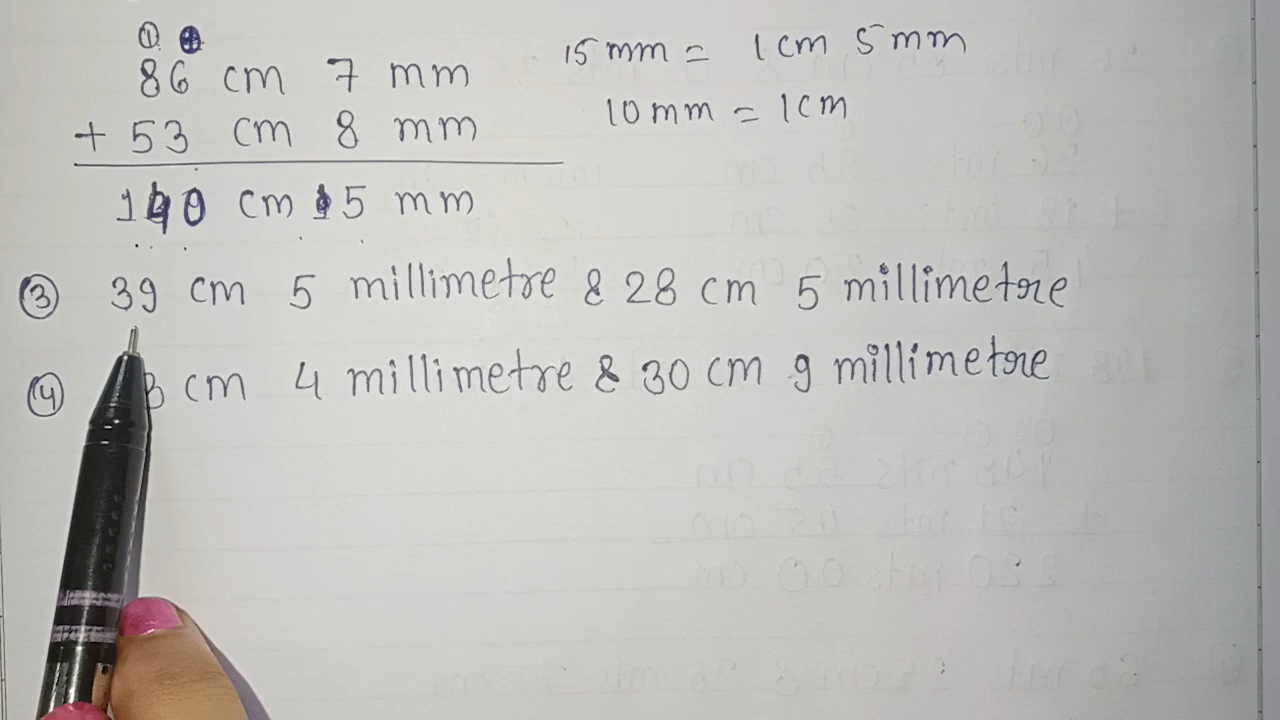 ① 
86 cm 7 mm 15 mm = 1 cm 5 mm
+ 53 cm 8 mm 10 mm = 1 cm
140 cm 5 mm
③ 39 cm 5 millimetre & 28 cm 5 millimetre
④ cm 4 millimetre & 30 cm 9 millimetre